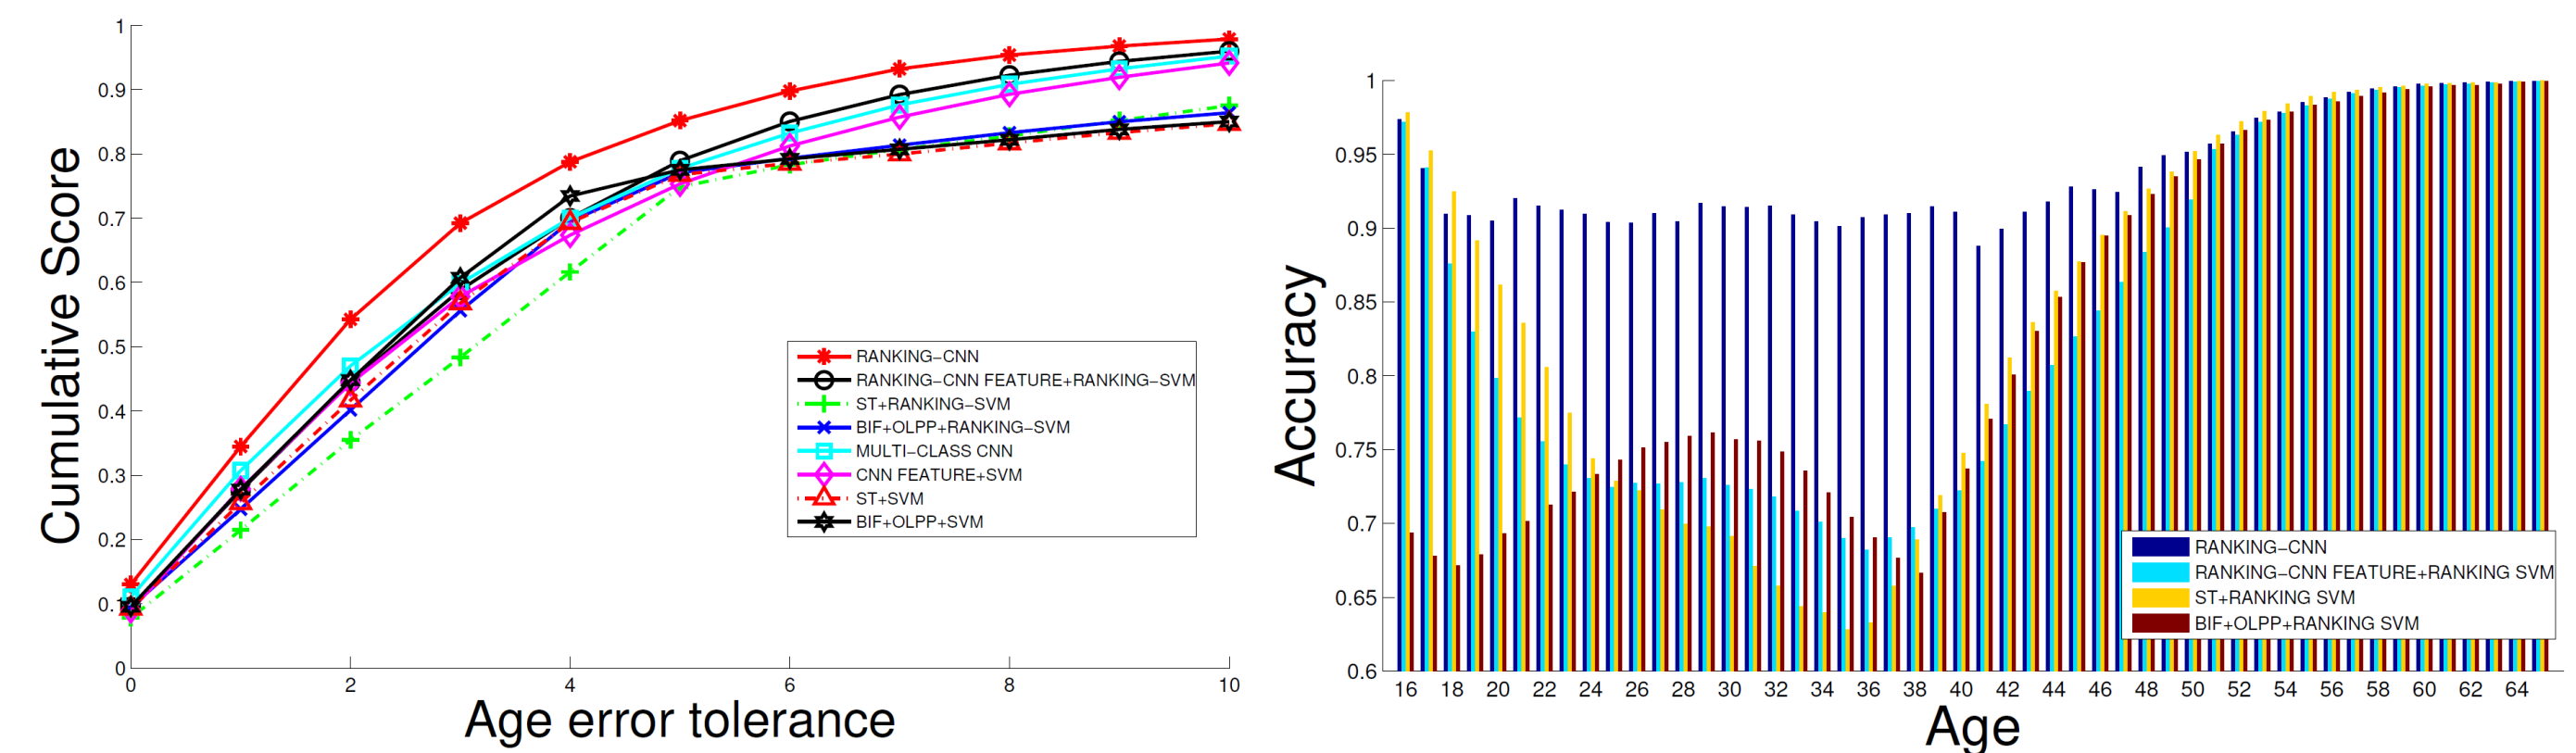 1
0.9
0.8
0.7
0.6
0.5
0.4
0.3
0.2
0.1
0
Cumulative Score
0 2 4 6 8 10
Age error tolerance
RANKING−CNN
RANKING−CNN FEATURE+RANKING−SVM
ST+RANKING−SVM
BIF+OLPP+RANKING−SVM
MULTI−CLASS CNN
CNN FEATURE+SVM
ST+SVM
BIF+OLPP+SVM
1
0.95
0.9
0.85
0.8
0.75
0.7
0.65
0.6
Accuracy
16 18 20 22 24 26 28 30 32 34 36 38 40 42 44 46 48 50 52 54 56 58 60 62 64
Age
RANKING−CNN
RANKING−CNN FEATURE+RANKING SVM
ST+RANKING SVM
BIF+OLPP+RANKING SVM